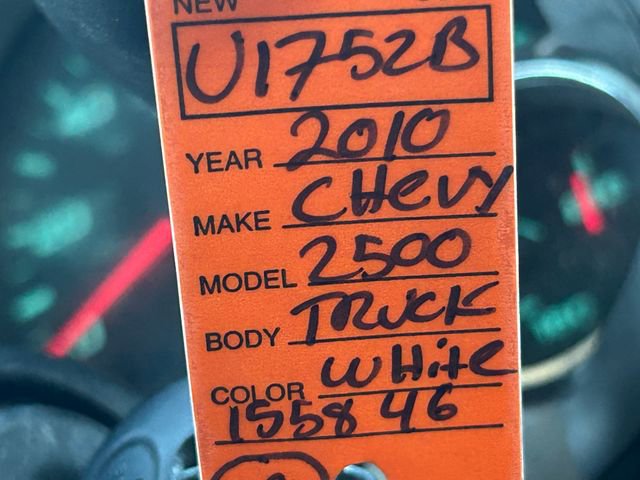 NEW
U1752B
YEAR 2010
MAKE CHEVY
MODEL 2500
BODY TRUCK
COLOR WHITE
155846